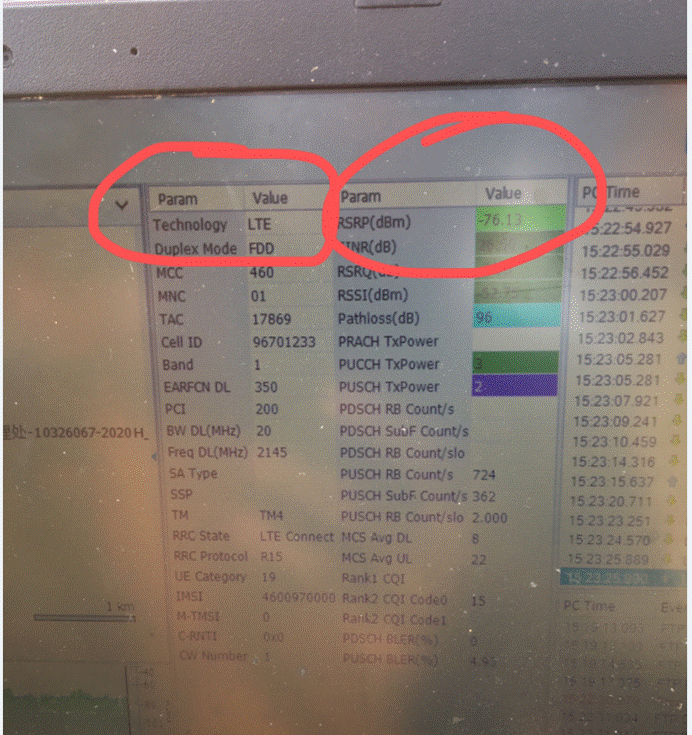 Param Value
Technology LTE
Duplex Mode FDD
MCC 460
MNC 01
TAC 17869
Cell ID 96701233
Band 1
EARFCN DL 350
PCI 200
BW DL(MHz) 20
Freq DL(MHz) 2145
SA Type
SSP
TM TM4
RRC State LTE Connect
RRC Protocol R15
UE Category 19
IMSI 4600970000
M-TMSI 0
C-RNTI 0x0
CW Number 1
Param Value
RSRP(dBm) -76.13
SINR(dB)
RSRQ(dB)
RSSI(dBm)
Pathloss(dB) 96
PRACH TxPower
PUCCH TxPower 3
PUSCH TxPower 2
PDSCH RB Count/s
PDSCH SubF Count/s
PDSCH RB Count/slo
PUSCH RB Count/s 724
PUSCH SubF Count/s 362
PUSCH RB Count/slo 2.000
MCS Avg DL 8
MCS Avg UL 22
Rank1 CQI
Rank2 CQI Code0 15
Rank2 CQI Code1
PDSCH BLER(%) 0
PUSCH BLER(%) 4.95
PC Time
15:22:54.927
15:22:55.029
15:22:56.452
15:23:00.207
15:23:01.627
15:23:02.843
15:23:05.281
15:23:05.281
15:23:07.921
15:23:09.241
15:23:10.459
15:23:14.316
15:23:15.637
15:23:20.711
15:23:23.251
15:23:24.570
15:23:25.889
PC Time
处-10326067-2020H_
1 km